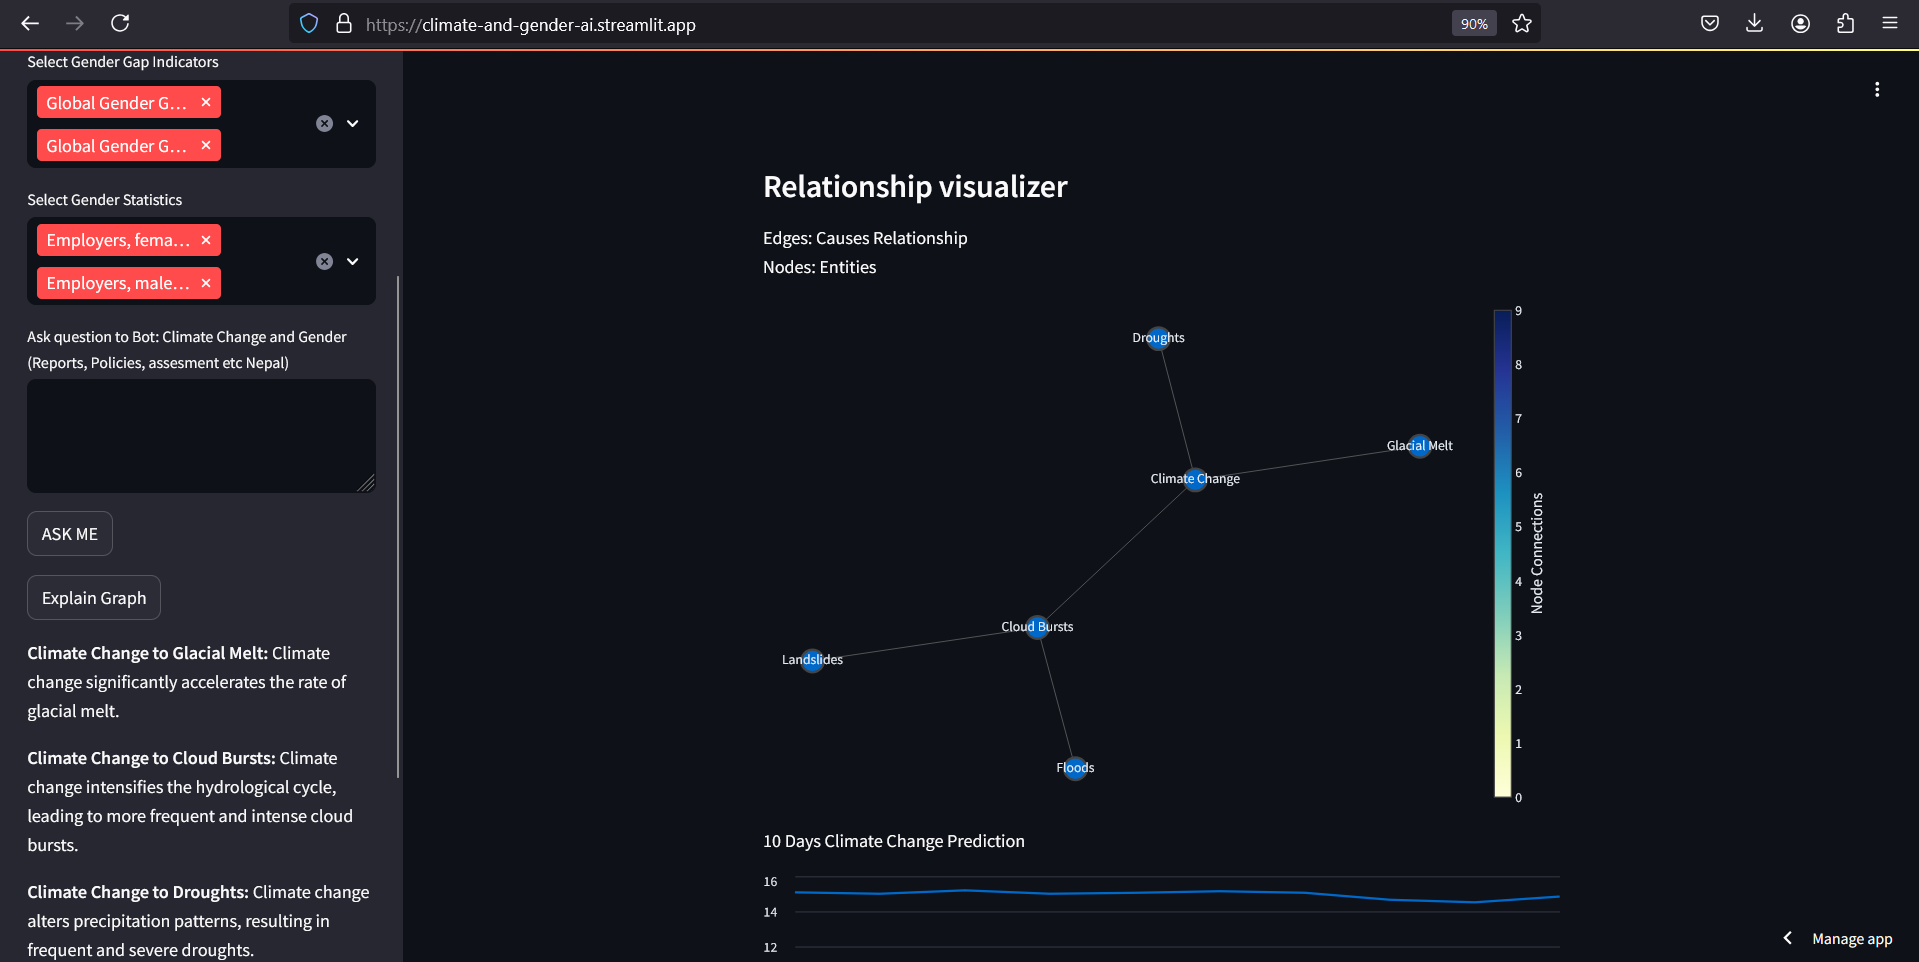 https://climate-and-gender-ai.streamlit.app
90%
Select Gender Gap Indicators
Global Gender G...
Global Gender G...
Select Gender Statistics
Employers, fema...
Employers, male...
Ask question to Bot: Climate Change and Gender
(Reports, Policies, assesment etc Nepal)
ASK ME
Explain Graph
Climate Change to Glacial Melt: Climate
change significantly accelerates the rate of
glacial melt.
Climate Change to Cloud Bursts: Climate
change intensifies the hydrological cycle,
leading to more frequent and intense cloud
bursts.
Climate Change to Droughts: Climate change
alters precipitation patterns, resulting in
frequent and severe droughts.
Relationship visualizer
Edges: Causes Relationship
Nodes: Entities
Droughts
Glacial Melt
Climate Change
Cloud Bursts
Landslides
Floods
9
8
7
6
5
4
3
2
1
0
Node Connections
10 Days Climate Change Prediction
16
14
12
Manage app